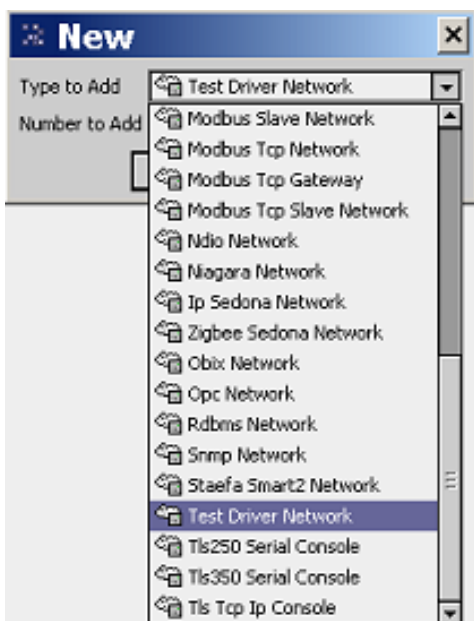 New
Type to Add Test Driver Network
Number to Add
Modbus Slave Network
Modbus Tcp Network
Modbus Tcp Gateway
Modbus Tcp Slave Network
Ndio Network
Niagara Network
Ip Sedona Network
Zigbee Sedona Network
Obix Network
Opc Network
Rdbms Network
Snmp Network
Staefa Smart2 Network
Test Driver Network
Tls250 Serial Console
Tls350 Serial Console
Tls Tcp Ip Console